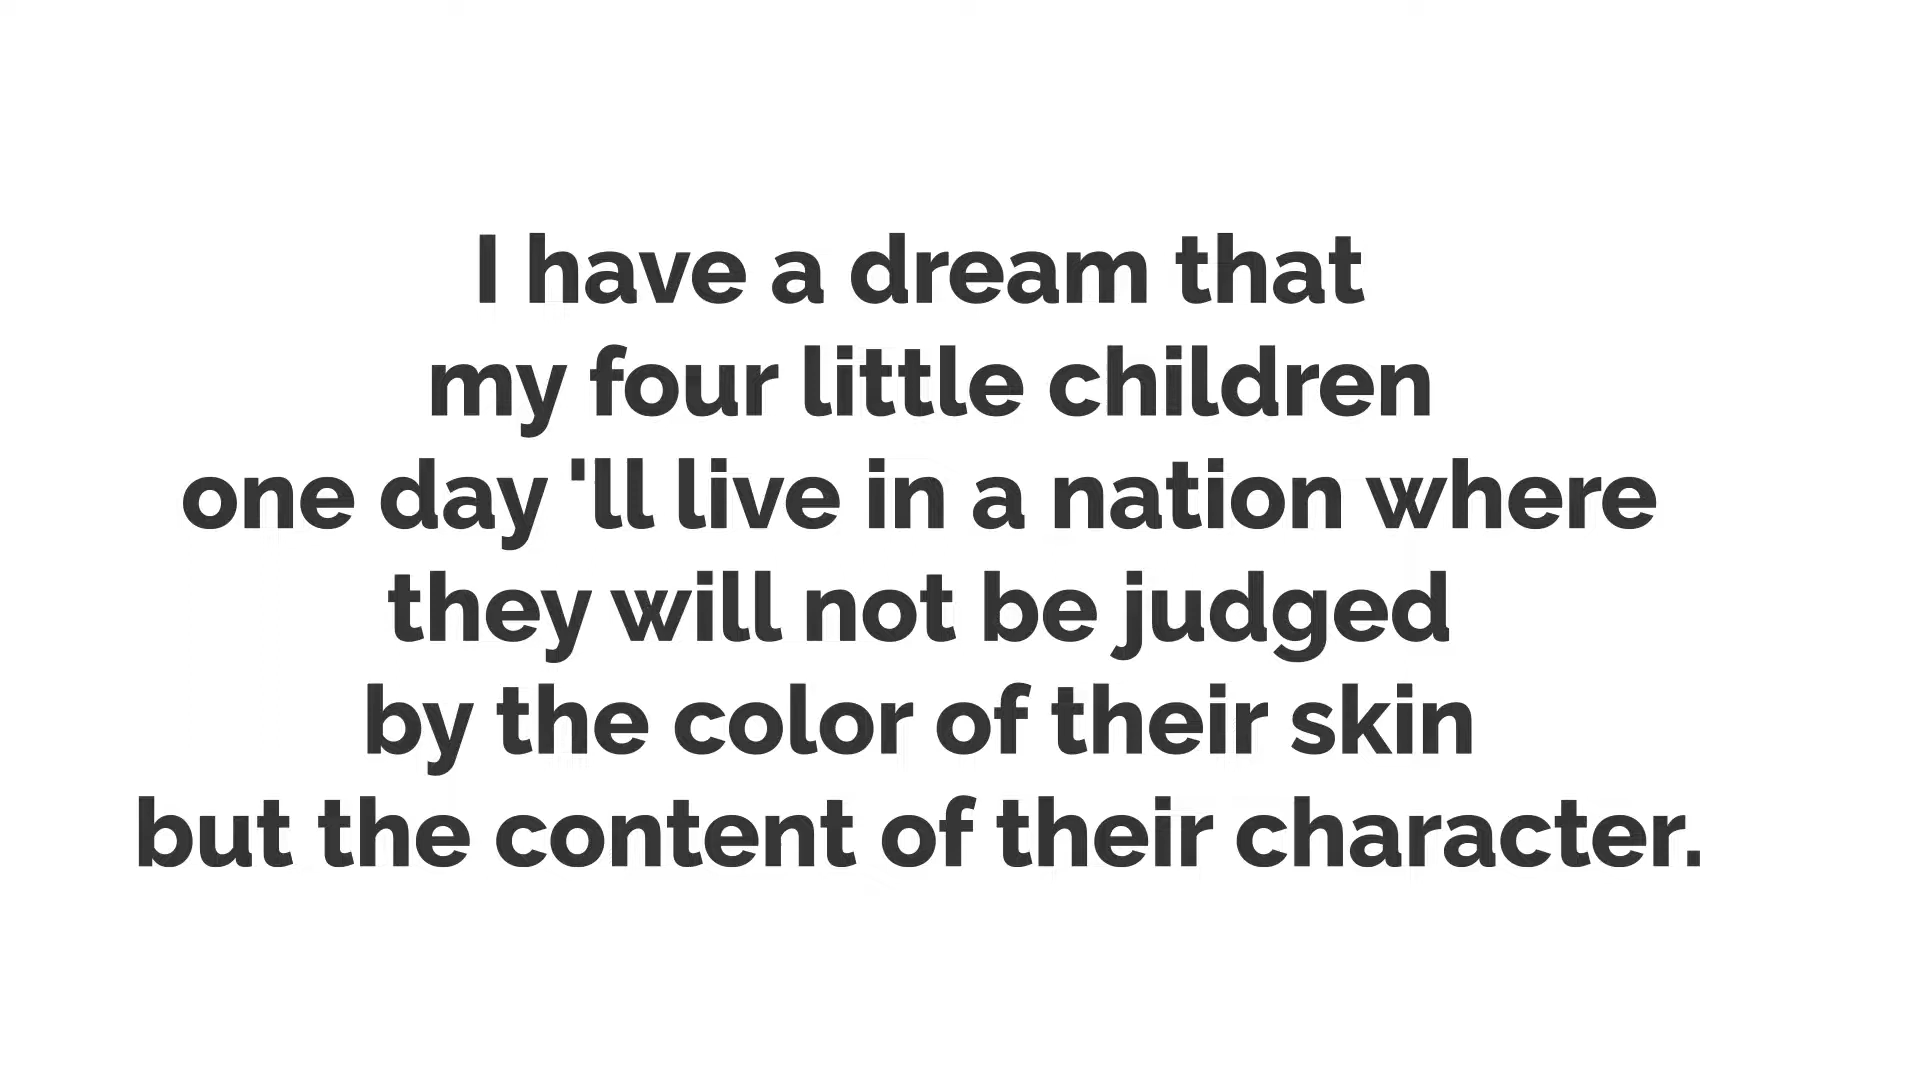 I have a dream that
my four little children
one day 'll live in a nation where
they will not be judged
by the color of their skin
but the content of their character.